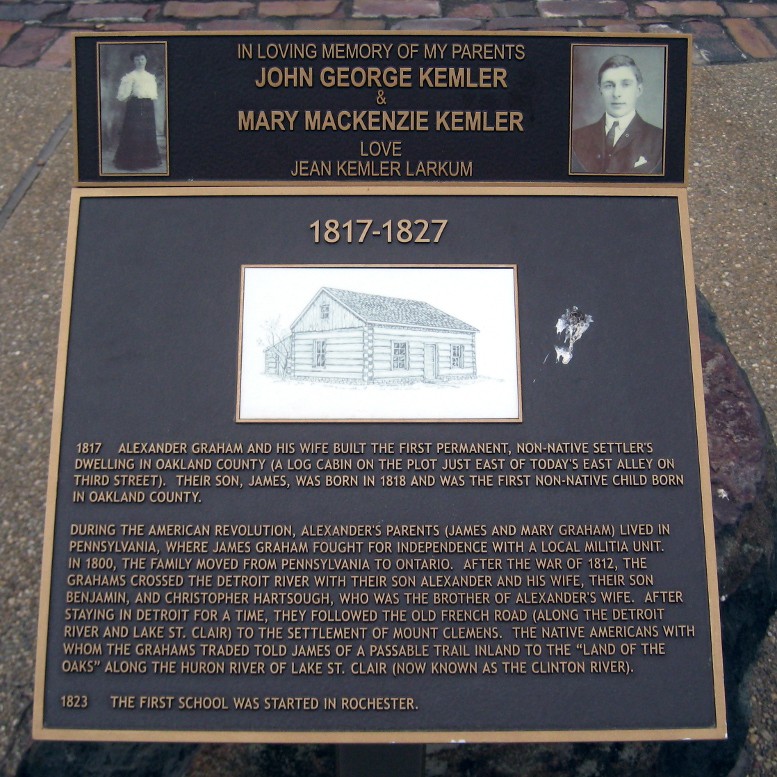 IN LOVING MEMORY OF MY PARENTS
JOHN GEORGE KEMLER
&
MARY MACKENZIE KEMLER
LOVE
JEAN KEMLER LARKUM
1817-1827
1817 ALEXANDER GRAHAM AND HIS WIFE BUILT THE FIRST PERMANENT, NON-NATIVE SETTLER'S
DWELLING IN OAKLAND COUNTY (A LOG CABIN ON THE PLOT JUST EAST OF TODAY'S EAST ALLEY ON
THIRD STREET). THEIR SON, JAMES, WAS BORN IN 1818 AND WAS THE FIRST NON-NATIVE CHILD BORN
IN OAKLAND COUNTY.
DURING THE AMERICAN REVOLUTION, ALEXANDER'S PARENTS (JAMES AND MARY GRAHAM) LIVED IN
PENNSYLVANIA, WHERE JAMES GRAHAM FOUGHT FOR INDEPENDENCE WITH A LOCAL MILITIA UNIT.
IN 1800, THE FAMILY MOVED FROM PENNSYLVANIA TO ONTARIO. AFTER THE WAR OF 1812, THE
GRAHAMS CROSSED THE DETROIT RIVER WITH THEIR SON ALEXANDER AND HIS WIFE, THEIR SON
BENJAMIN, AND CHRISTOPHER HARTSOUGH, WHO WAS THE BROTHER OF ALEXANDER'S WIFE. AFTER
STAYING IN DETROIT FOR A TIME, THEY FOLLOWED THE OLD FRENCH ROAD (ALONG THE DETROIT
RIVER AND LAKE ST. CLAIR) TO THE SETTLEMENT OF MOUNT CLEMENS. THE NATIVE AMERICANS WITH
WHOM THE GRAHAMS TRADED TOLD JAMES OF A PASSABLE TRAIL INLAND TO THE "LAND OF THE
OAKS" ALONG THE HURON RIVER OF LAKE ST. CLAIR (NOW KNOWN AS THE CLINTON RIVER).
1823 THE FIRST SCHOOL WAS STARTED IN ROCHESTER.